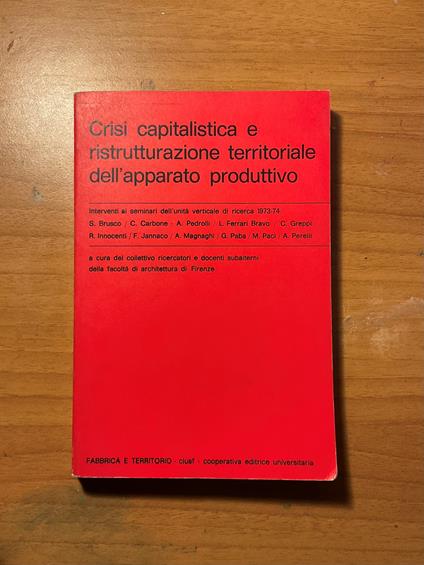 Crisi capitalistica e
ristrutturazione territoriale
dell'apparato produttivo
Interventi ai seminari dell'unità verticale di ricerca 1973-74
S. Brusco / C. Carbone - A. Pedrolli / L. Ferrari Bravo / C. Greppi
R. Innocenti / F. Jannaco / A. Magnaghi / G. Paba / M. Paci / A. Perelli
a cura del collettivo ricercatori e docenti subalterni
della facoltà di architettura di Firenze
FABBRICA E TERRITORIO - clusf - cooperativa editrice universitaria